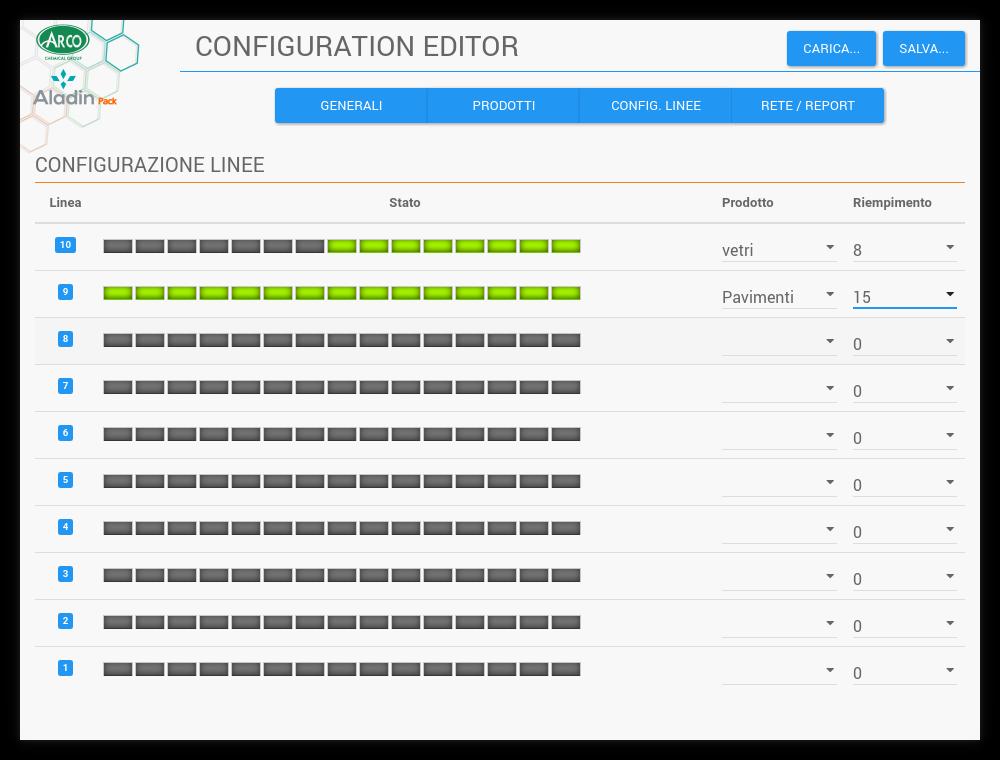 ARCO
CHEMICAL GROUP
Aladin Pack
CONFIGURATION EDITOR
CARICA... SALVA...
GENERALI PRODOTTI CONFIG. LINEE RETE / REPORT
CONFIGURAZIONE LINEE
Linea Stato Prodotto Riempimento
10 vetri 8
9 Pavimenti 15
8 0
7 0
6 0
5 0
4 0
3 0
2 0
1 0